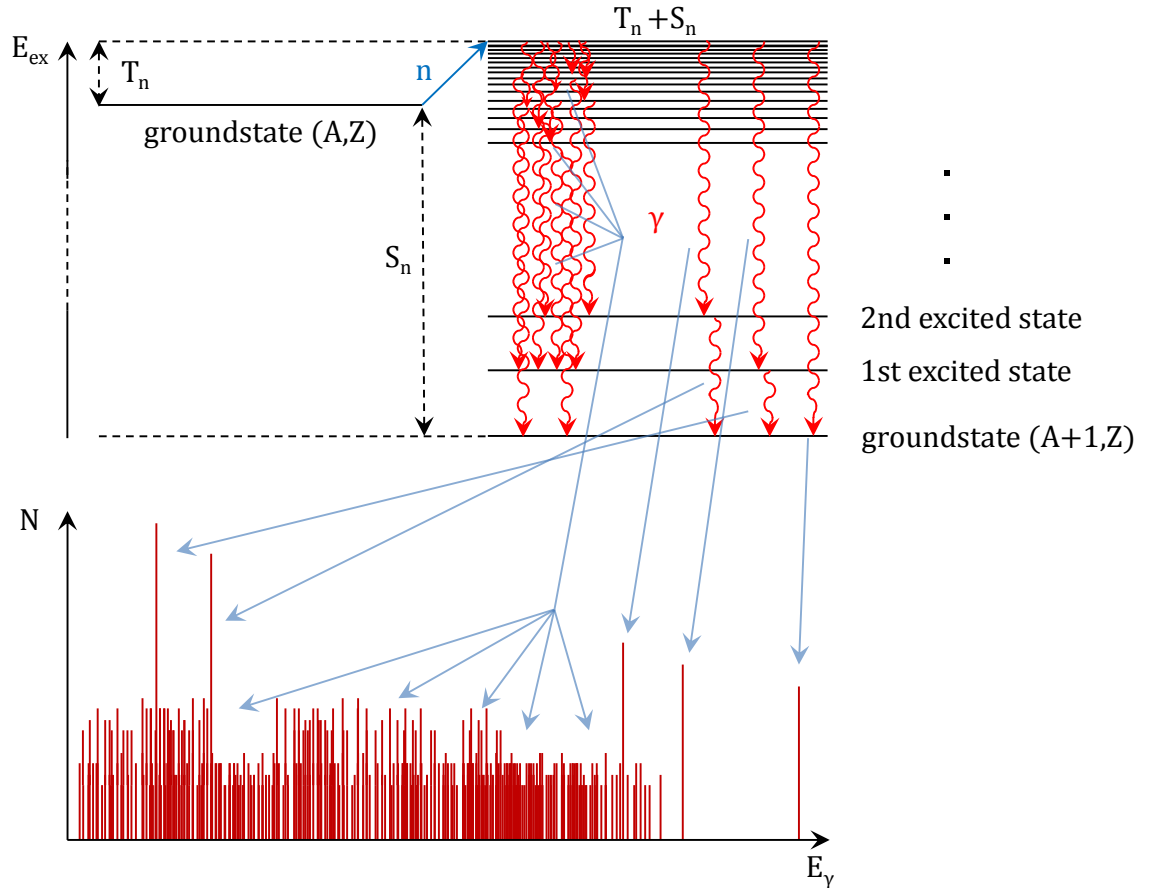 Tₙ+Sₙ
Eₑₓ
Tₙ
n
groundstate (A,Z)
γ
Sₙ
2nd excited state
1st excited state
groundstate (A+1,Z)
N
Eᵧ